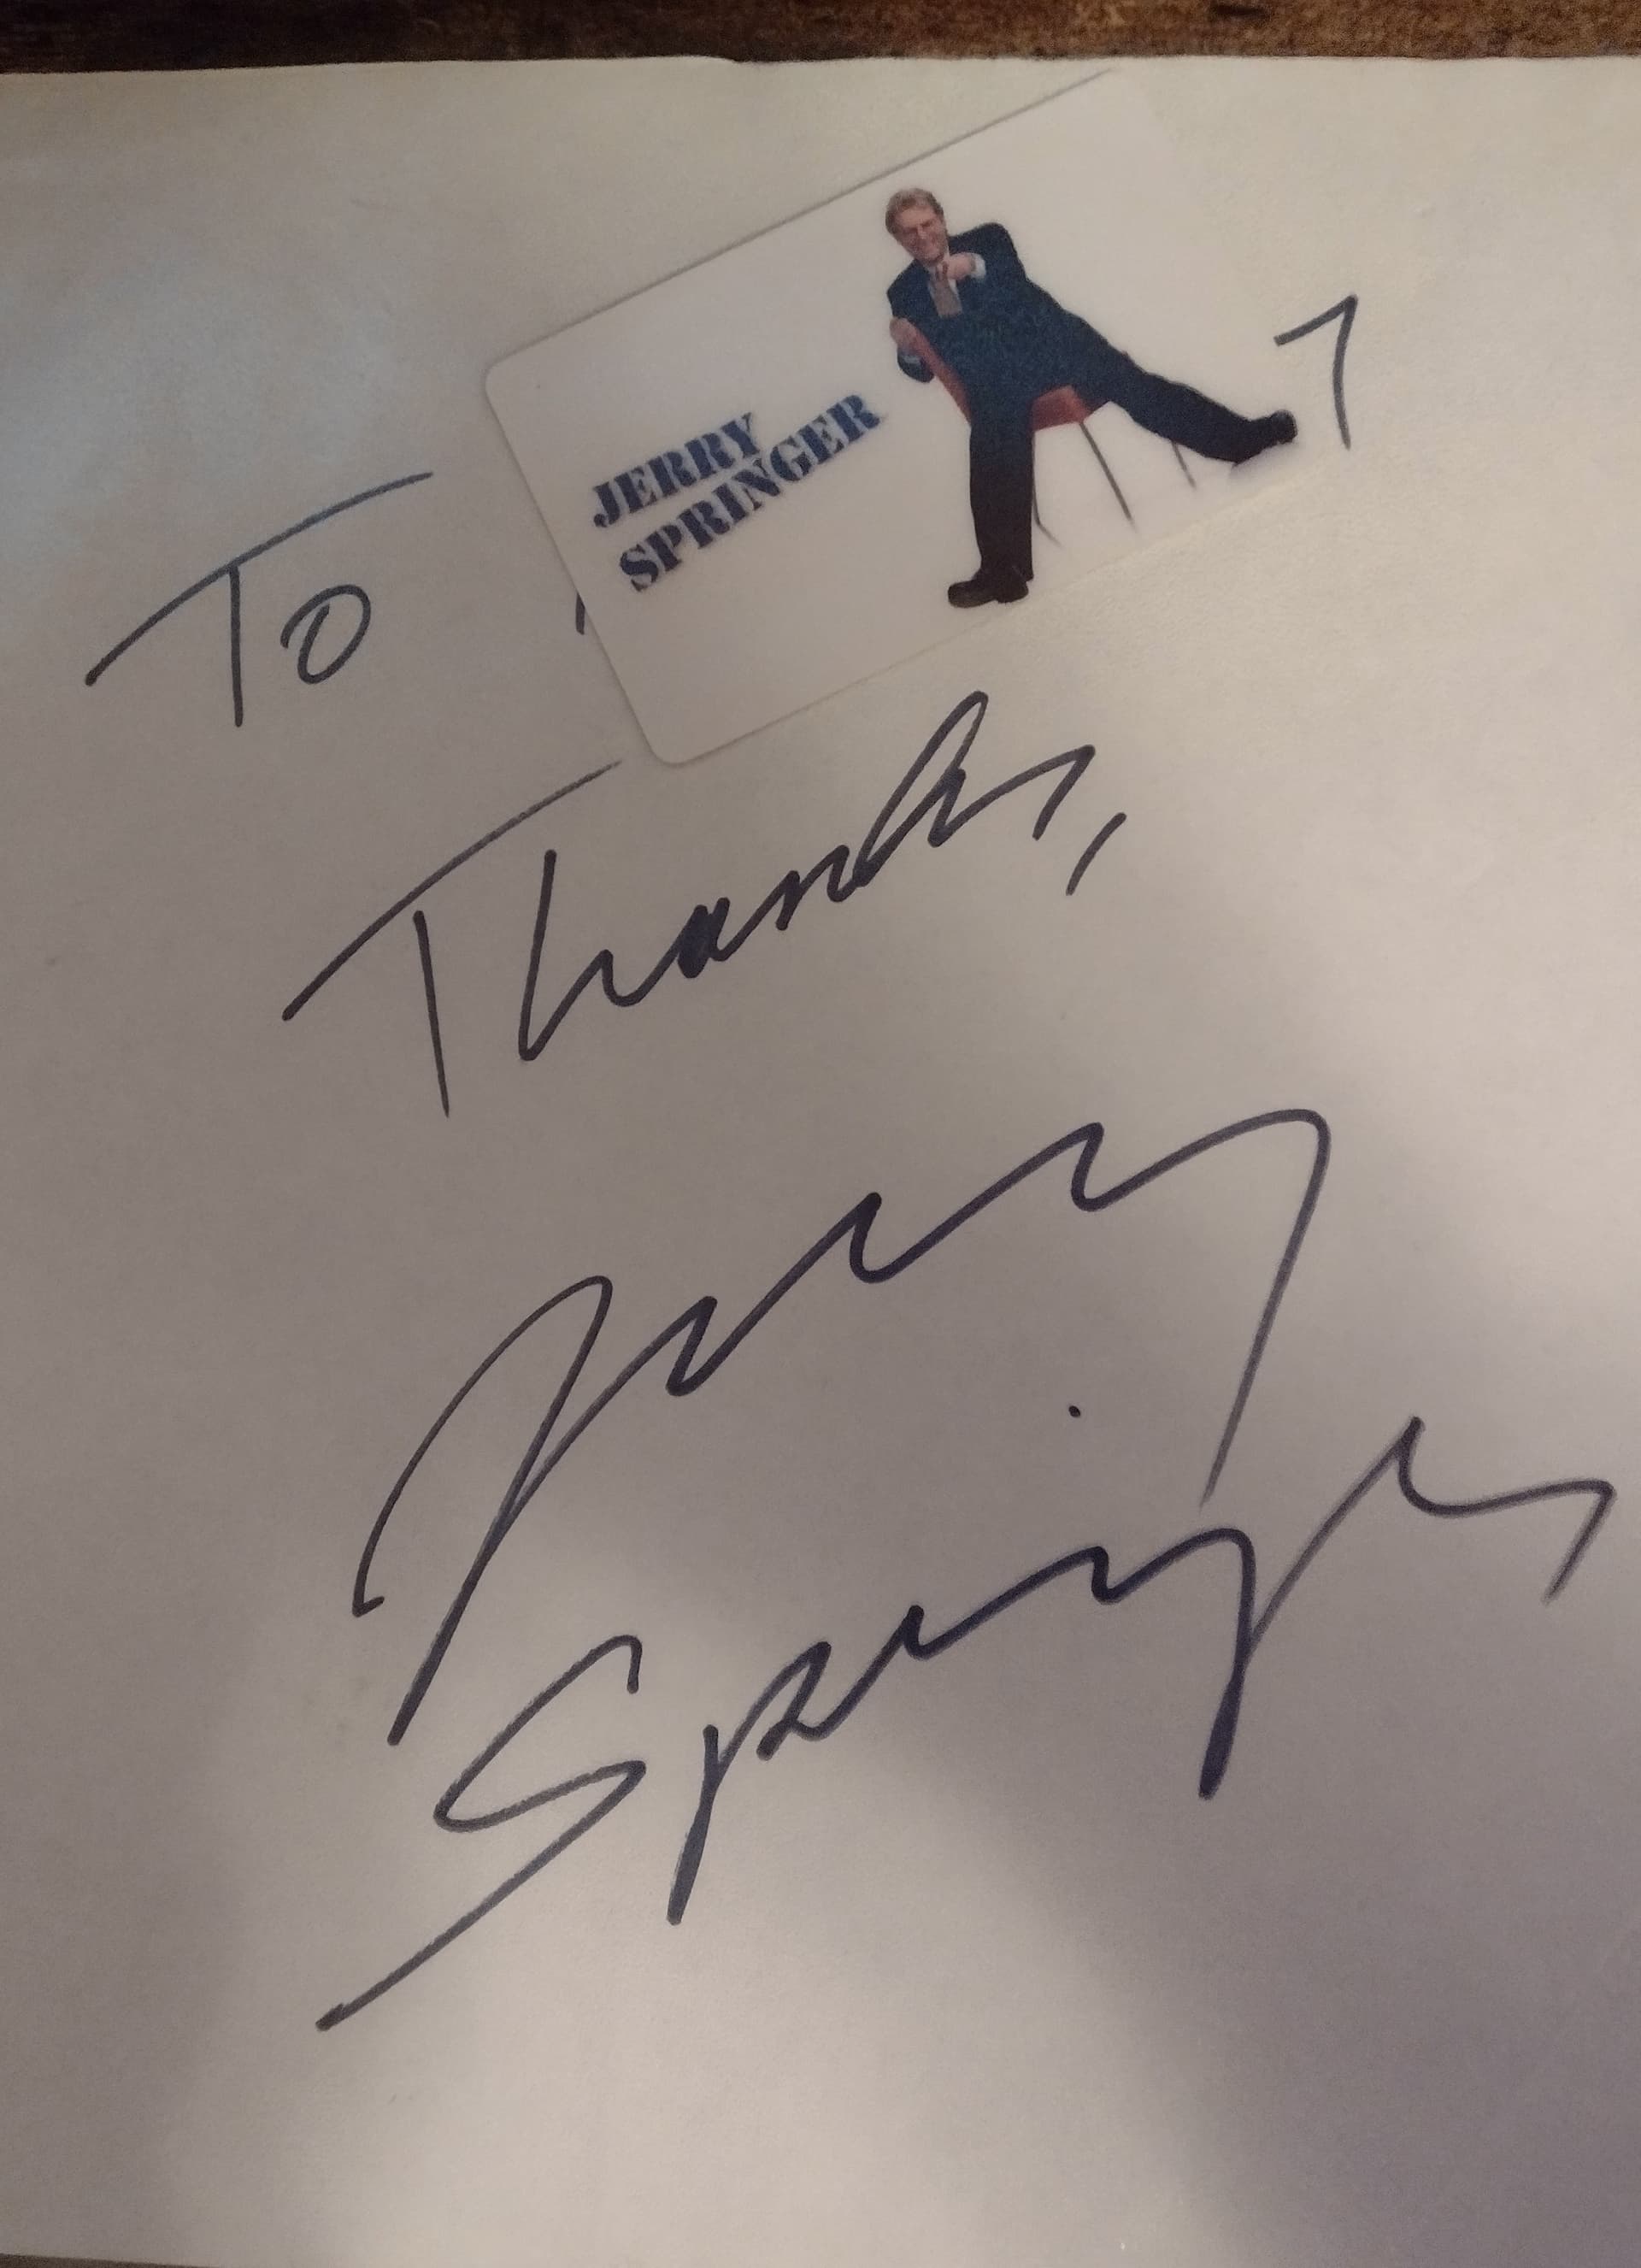 JERRY
SPRINGER
To
Thanks,
Jerry
Springer